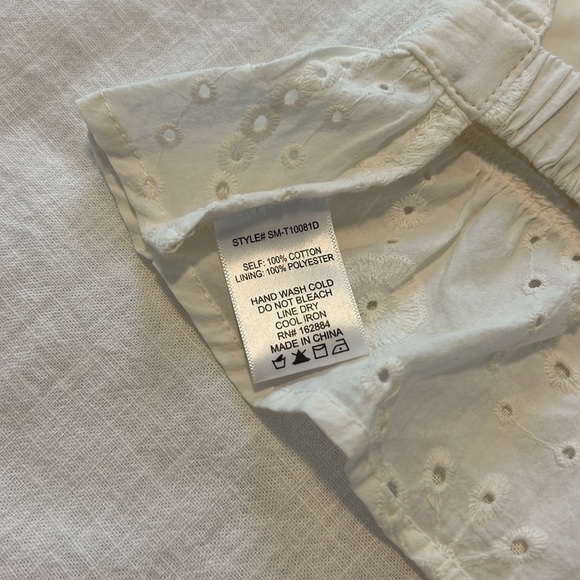 STYLE# SM-T10081D
SELF: 100% COTTON
LINING: 100% POLYESTER
HAND WASH COLD
DO NOT BLEACH
LINE DRY
COOL IRON
RN# 162884
MADE IN CHINA